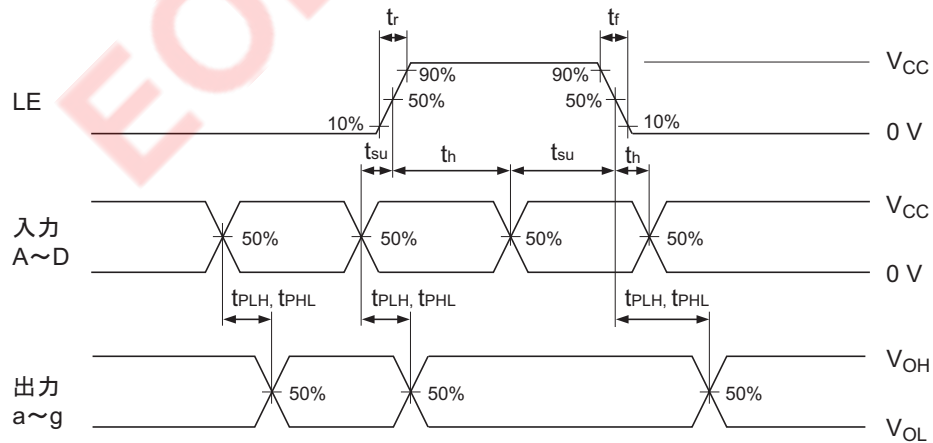 tr
tf
90%
90%
VCC
LE
50%
50%
10%
10%
0 V
tsu
th
tsu
th
VCC
入力
A～D
50%
50%
50%
50%
0 V
tPLH, tPHL
tPLH, tPHL
tPLH, tPHL
VOH
出力
a～g
50%
50%
50%
VOL